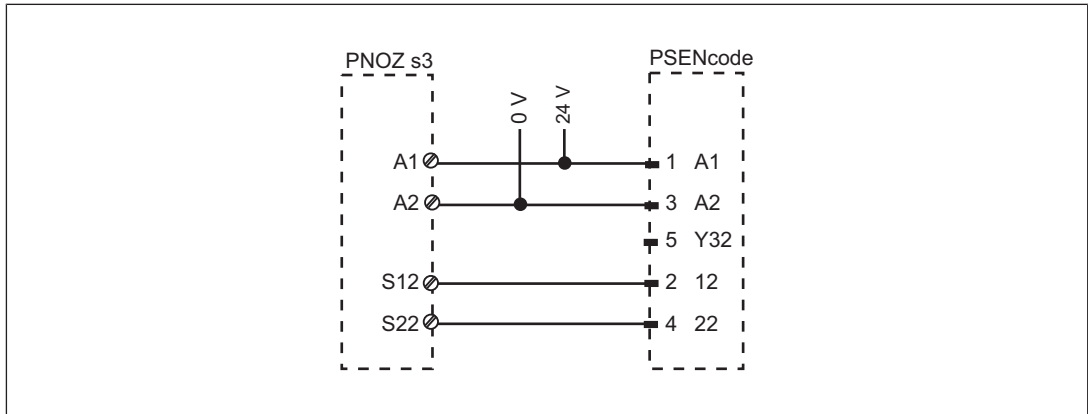 PNOZ s3
PSENcode
0 V
24 V
A1
1 A1
A2
3 A2
5 Y32
S12
2 12
S22
4 22